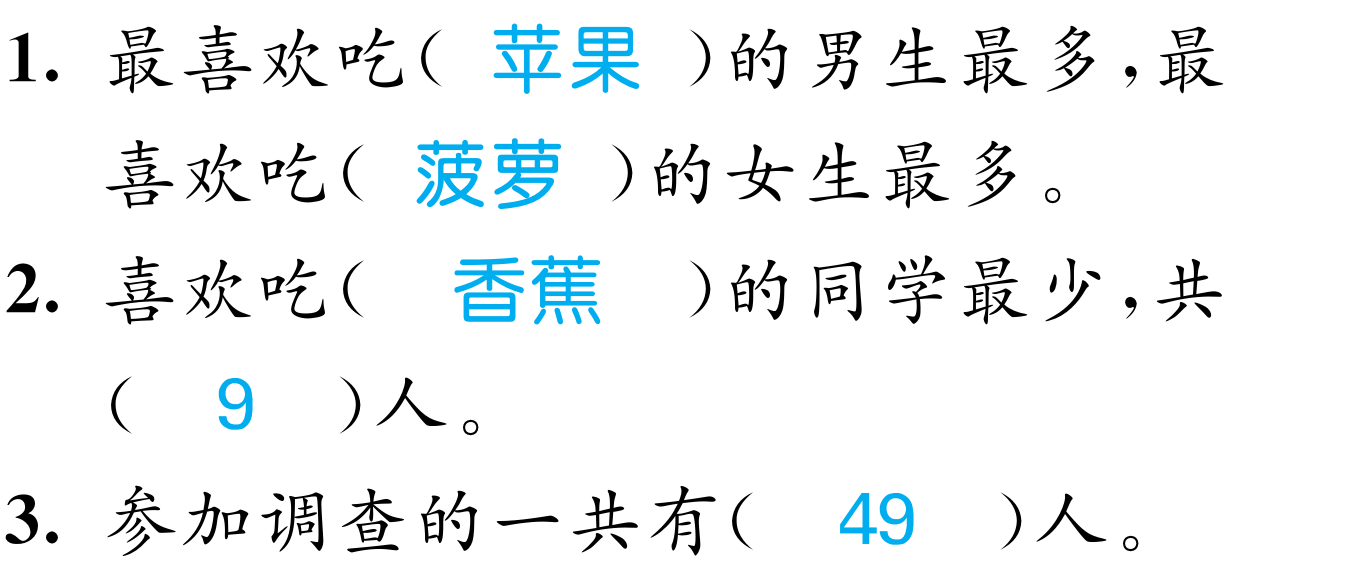 1. 最喜欢吃( 苹果 )的男生最多,最
喜欢吃( 菠萝 )的女生最多。
2. 喜欢吃( 香蕉 )的同学最少,共
( 9 )人。
3. 参加调查的一共有( 49 )人。